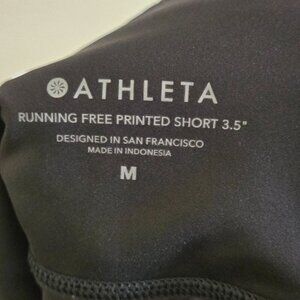 ATHLETA
RUNNING FREE PRINTED SHORT 3.5"
DESIGNED IN SAN FRANCISCO
MADE IN INDONESIA
M